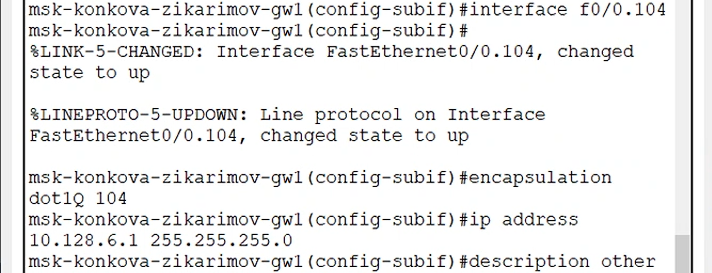 msk-konkova-zikarimov-gw1(config-subif)#interface f0/0.104
msk-konkova-zikarimov-gw1(config-subif)#
%LINK-5-CHANGED: Interface FastEthernet0/0.104, changed
state to up
%LINEPROTO-5-UPDOWN: Line protocol on Interface
FastEthernet0/0.104, changed state to up
msk-konkova-zikarimov-gw1(config-subif)#encapsulation
dot1Q 104
msk-konkova-zikarimov-gw1(config-subif)#ip address
10.128.6.1 255.255.255.0
msk-konkova-zikarimov-gw1(config-subif)#description other